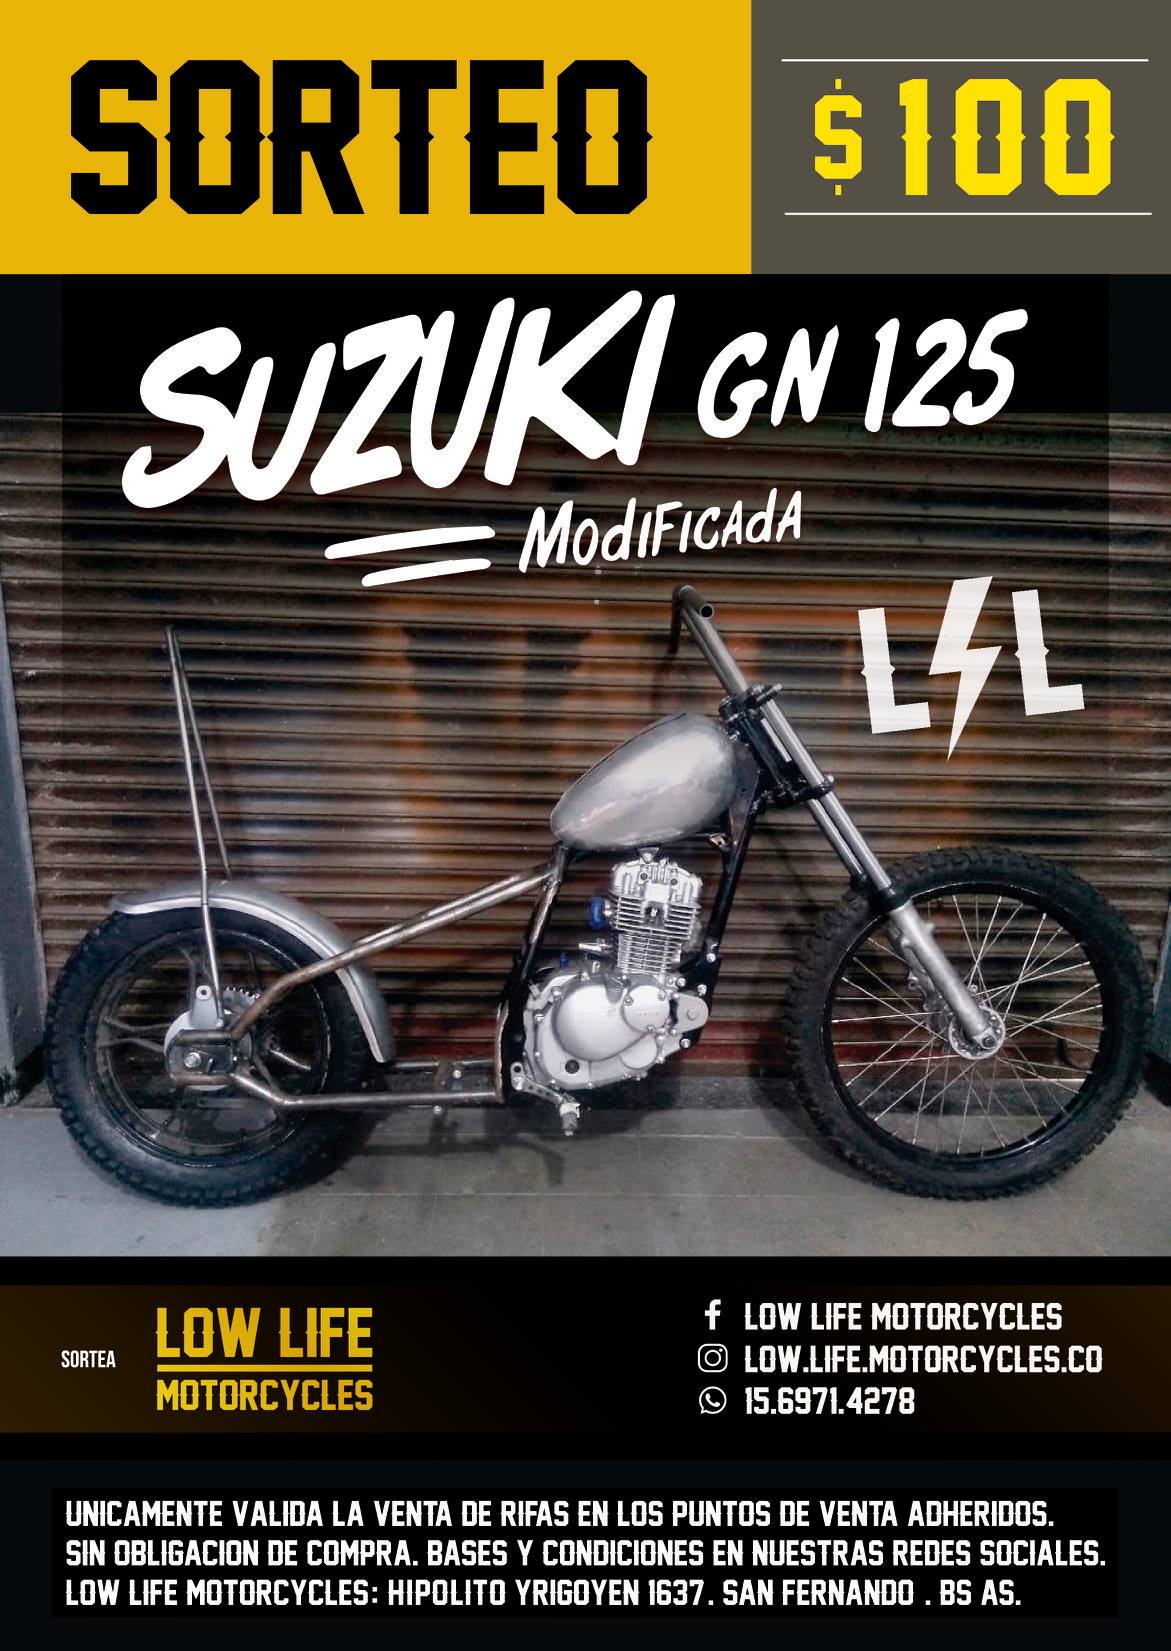 SORTEO
$100
SUZUKI GN 125
MODIFICADA
L L
SORTEA
LOW LIFE
MOTORCYCLES
LOW LIFE MOTORCYCLES
LOW.LIFE.MOTORCYCLES.CO
15.6971.4278
UNICAMENTE VALIDA LA VENTA DE RIFAS EN LOS PUNTOS DE VENTA ADHERIDOS.
SIN OBLIGACION DE COMPRA. BASES Y CONDICIONES EN NUESTRAS REDES SOCIALES.
LOW LIFE MOTORCYCLES: HIPOLITO YRIGOYEN 1637. SAN FERNANDO . BS AS.